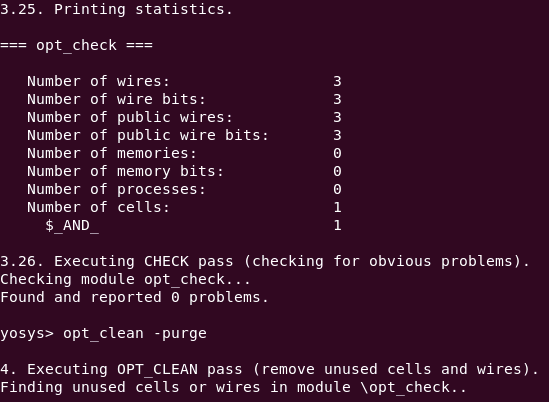 3.25. Printing statistics.
=== opt_check ===
Number of wires: 3
Number of wire bits: 3
Number of public wires: 3
Number of public wire bits: 3
Number of memories: 0
Number of memory bits: 0
Number of processes: 0
Number of cells: 1
$_AND_ 1
3.26. Executing CHECK pass (checking for obvious problems).
Checking module opt_check...
Found and reported 0 problems.
yosys> opt_clean -purge
4. Executing OPT_CLEAN pass (remove unused cells and wires).
Finding unused cells or wires in module \opt_check..